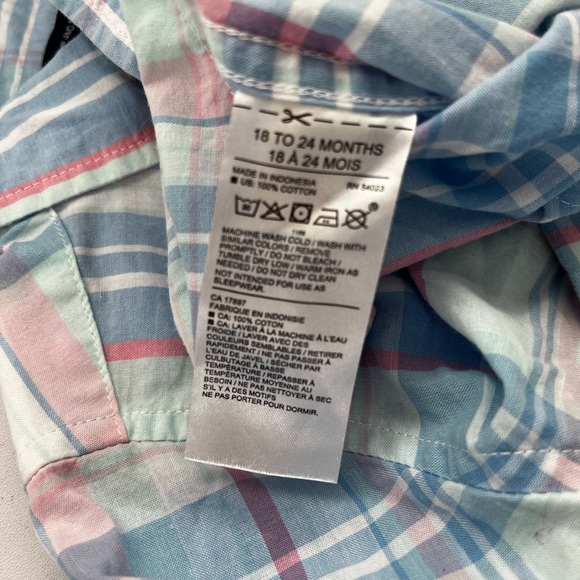 18 TO 24 MONTHS
18 À 24 MOIS
MADE IN INDONESIA
US: 100% COTTON
RN 54023
MACHINE WASH COLD / WASH WITH
SIMILAR COLORS / REMOVE
PROMPTLY / DO NOT BLEACH /
TUMBLE DRY LOW / WARM IRON AS
NEEDED / DO NOT DRY CLEAN
NOT INTENDED FOR USE AS
SLEEPWEAR.
CA 17897
FABRIQUÉ EN INDONISIE
CA: 100% COTON
CA: LAVER À LA MACHINE À L'EAU
FROIDE / LAVER AVEC DES
COULEURS SEMBLABLES / RETIRER
RAPIDEMENT / NE PAS PASSER À
L'EAU DE JAVEL / SÉCHER PAR
CULBUTAGE À BASSE
TEMPÉRATURE / REPASSER À
TEMPÉRATURE MOYENNE AU
BESOIN / NE PAS NETTOYER À SEC
S'IL Y A DES MOTIFS
NE PAS PORTER POUR DORMIR.